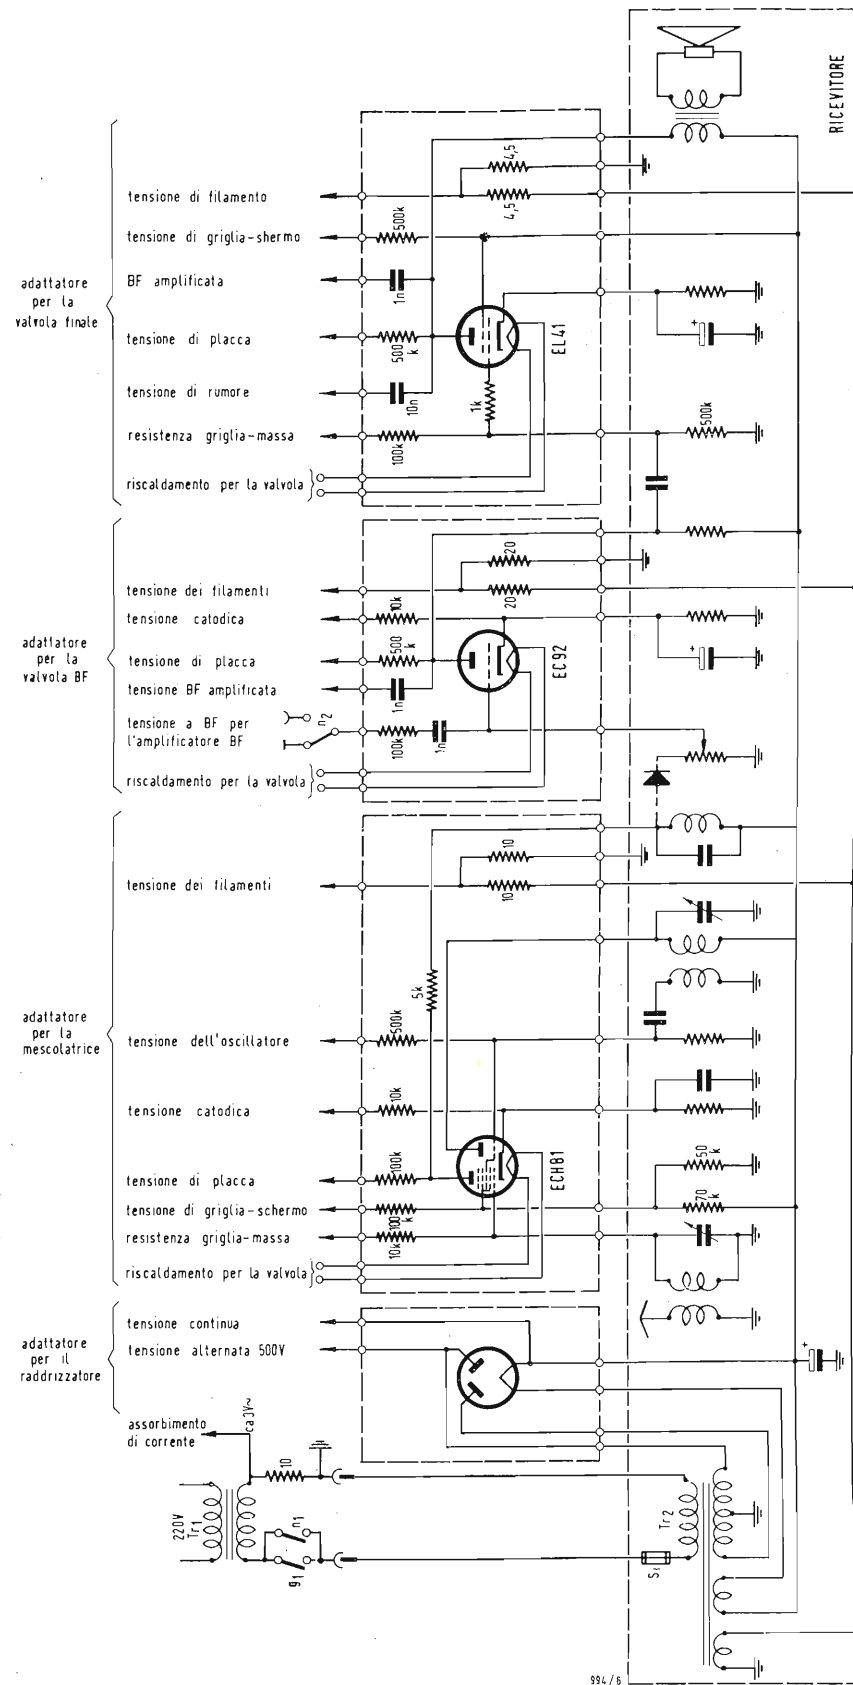 RICEVITORE
adattatore
per la
valvola finale
tensione di filamento
tensione di griglia-shermo
BF amplificata
tensione di placca
tensione di rumore
resistenza griglia-massa
riscaldamento per la valvola
4,5
4,5
500k
1n
500
k
10n
1k
100k
EL41
+
500k
adattatore
per la
valvola BF
tensione dei filamenti
tensione catodica
tensione di placca
tensione BF amplificata
tensione a BF per
l'amplificatore BF
riscaldamento per la valvola
n2
20
20
10k
500
k
1n
100k
1n
EC92
+
adattatore
per la
mescolatrice
tensione dei filamenti
tensione dell'oscillatore
tensione catodica
tensione di placca
tensione di griglia-schermo
resistenza griglia-massa
riscaldamento per la valvola
10
10
5k
500k
10k
100k
100
k
10k
ECH81
50
k
70
k
adattatore
per il
raddrizzatore
tensione continua
tensione alternata 500V
+
assorbimento
di corrente
ca 3V~
220V
Tr1
10
n1
g1
Tr2
994/6